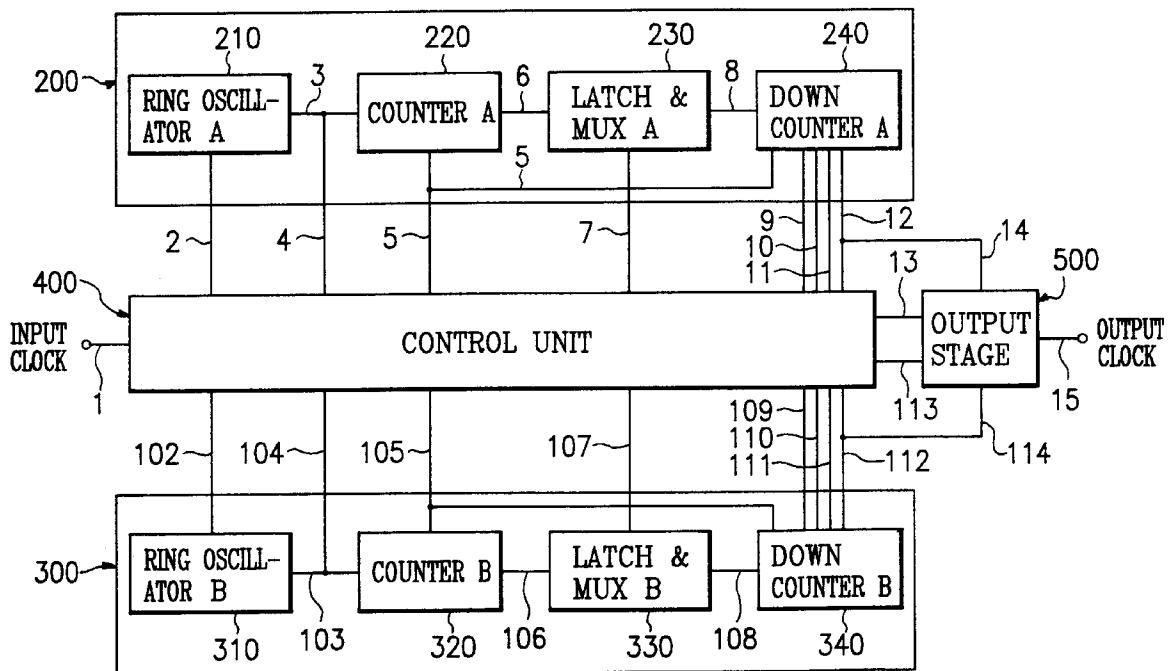 210
220
230
240
200
RING OSCILL-
ATOR A
3
COUNTER A
6
LATCH &
MUX A
8
DOWN
COUNTER A
5
2
4
5
7
9
10
11
12
14
13
400
500
INPUT
CLOCK
1
CONTROL UNIT
OUTPUT
STAGE
OUTPUT
CLOCK
15
113
102
104
105
107
109
110
111
112
114
300
RING OSCILL-
ATOR B
103
COUNTER B
106
LATCH &
MUX B
108
DOWN
COUNTER B
310
320
330
340